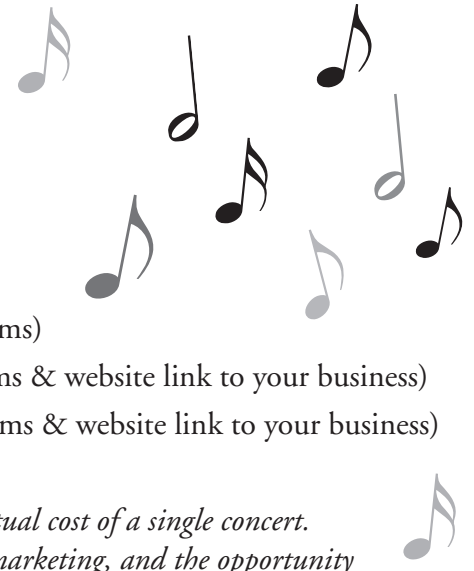 ms)
ms & website link to your business)
ms & website link to your business)
tual cost of a single concert.
marketing, and the opportunity